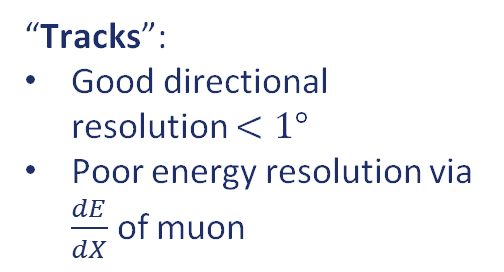 “Tracks”:
• Good directional
resolution < 1°
• Poor energy resolution via
dE/dX of muon